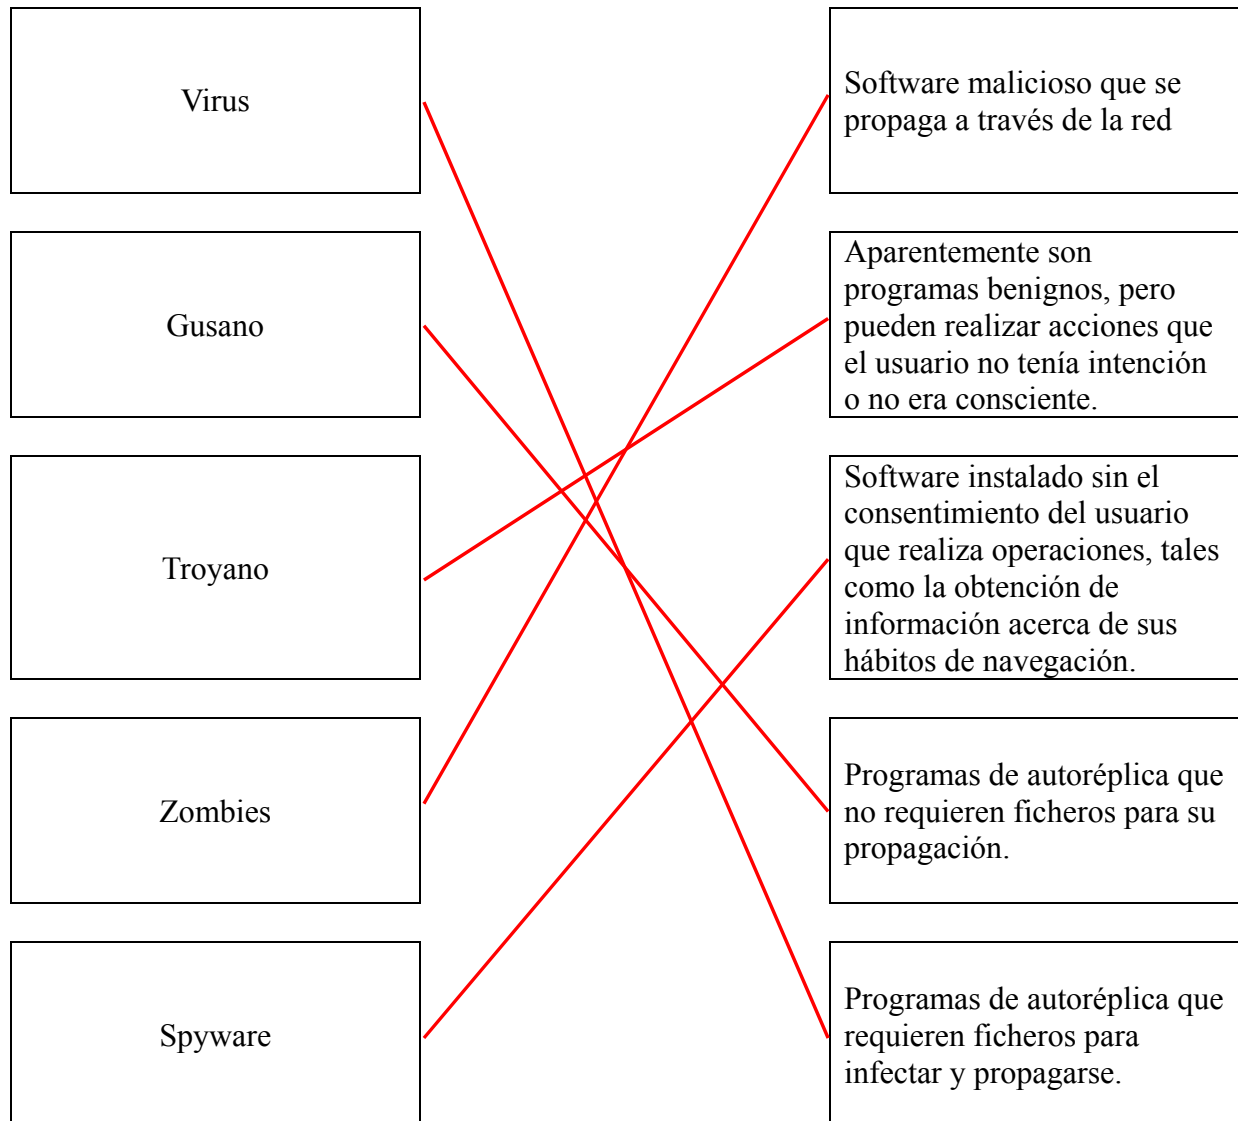 Virus
Software malicioso que se
propaga a través de la red
Gusano
Aparentemente son
programas benignos, pero
pueden realizar acciones que
el usuario no tenía intención
o no era consciente.
Troyano
Software instalado sin el
consentimiento del usuario
que realiza operaciones, tales
como la obtención de
información acerca de sus
hábitos de navegación.
Zombies
Programas de autoréplica que
no requieren ficheros para su
propagación.
Spyware
Programas de autoréplica que
requieren ficheros para
infectar y propagarse.